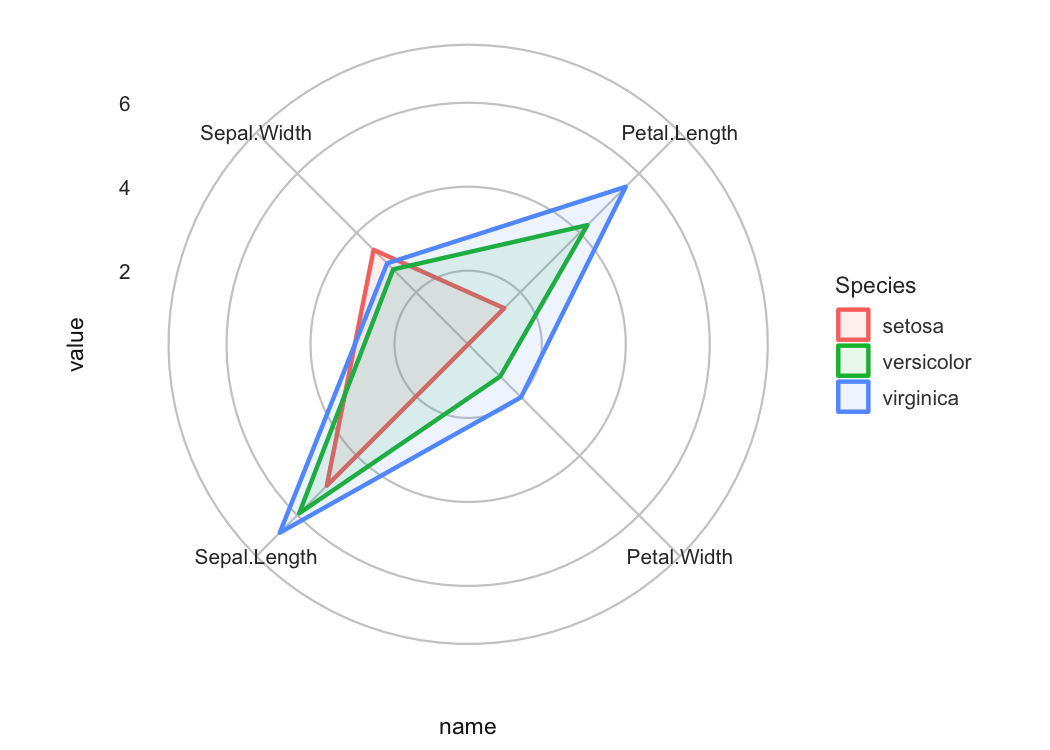 6
Sepal.Width
Petal.Length
4
2
value
Sepal.Length
Petal.Width
name
Species
setosa
versicolor
virginica